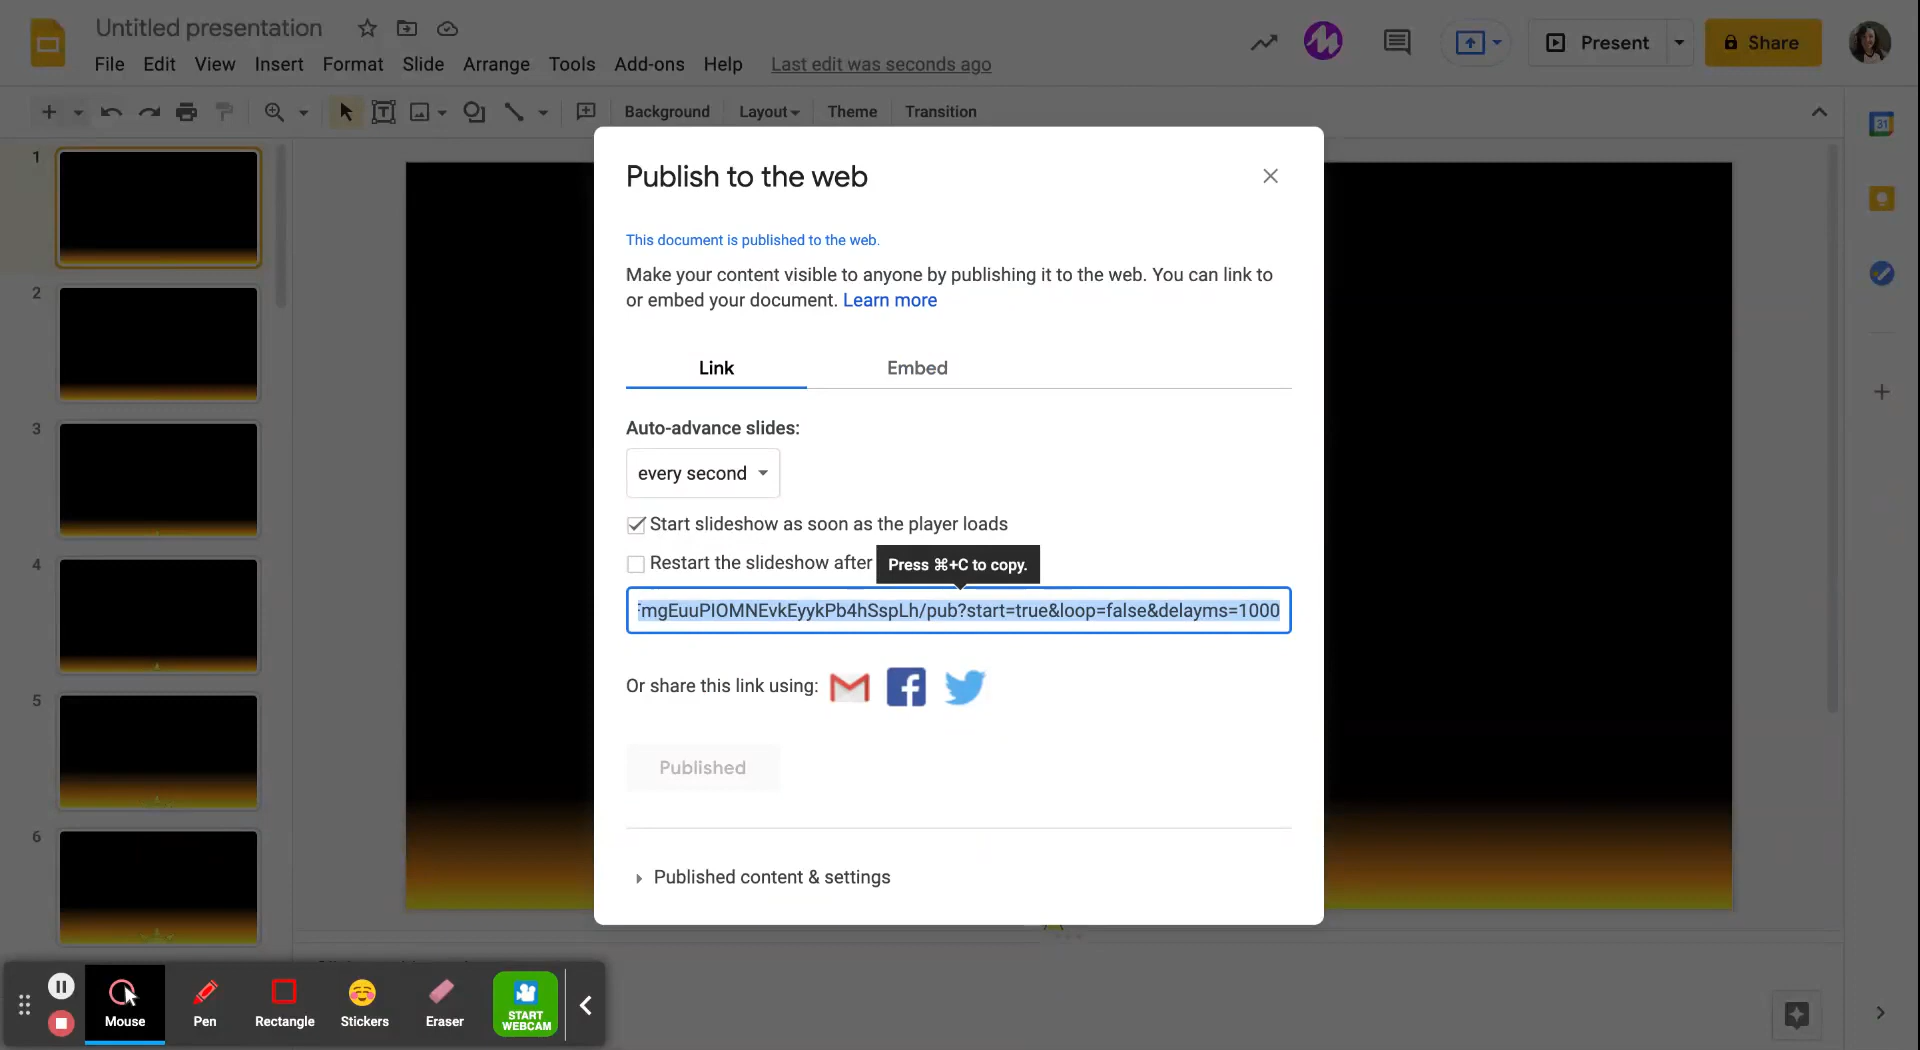 Untitled presentation
File Edit View Insert Format Slide Arrange Tools Add-ons Help Last edit was seconds ago
Present
Share
Background Layout Theme Transition
31
1
2
3
4
5
6
Publish to the web
This document is published to the web.
Make your content visible to anyone by publishing it to the web. You can link to
or embed your document. Learn more
Link Embed
Auto-advance slides:
every second
Start slideshow as soon as the player loads
Restart the slideshow after
Press ⌘+C to copy.
mgEuuPIOMNEvkEyykPb4hSspLh/pub?start=true&loop=false&delayms=1000
Or share this link using:
Published
Published content & settings
Mouse Pen Rectangle Stickers Eraser
START
WEBCAM